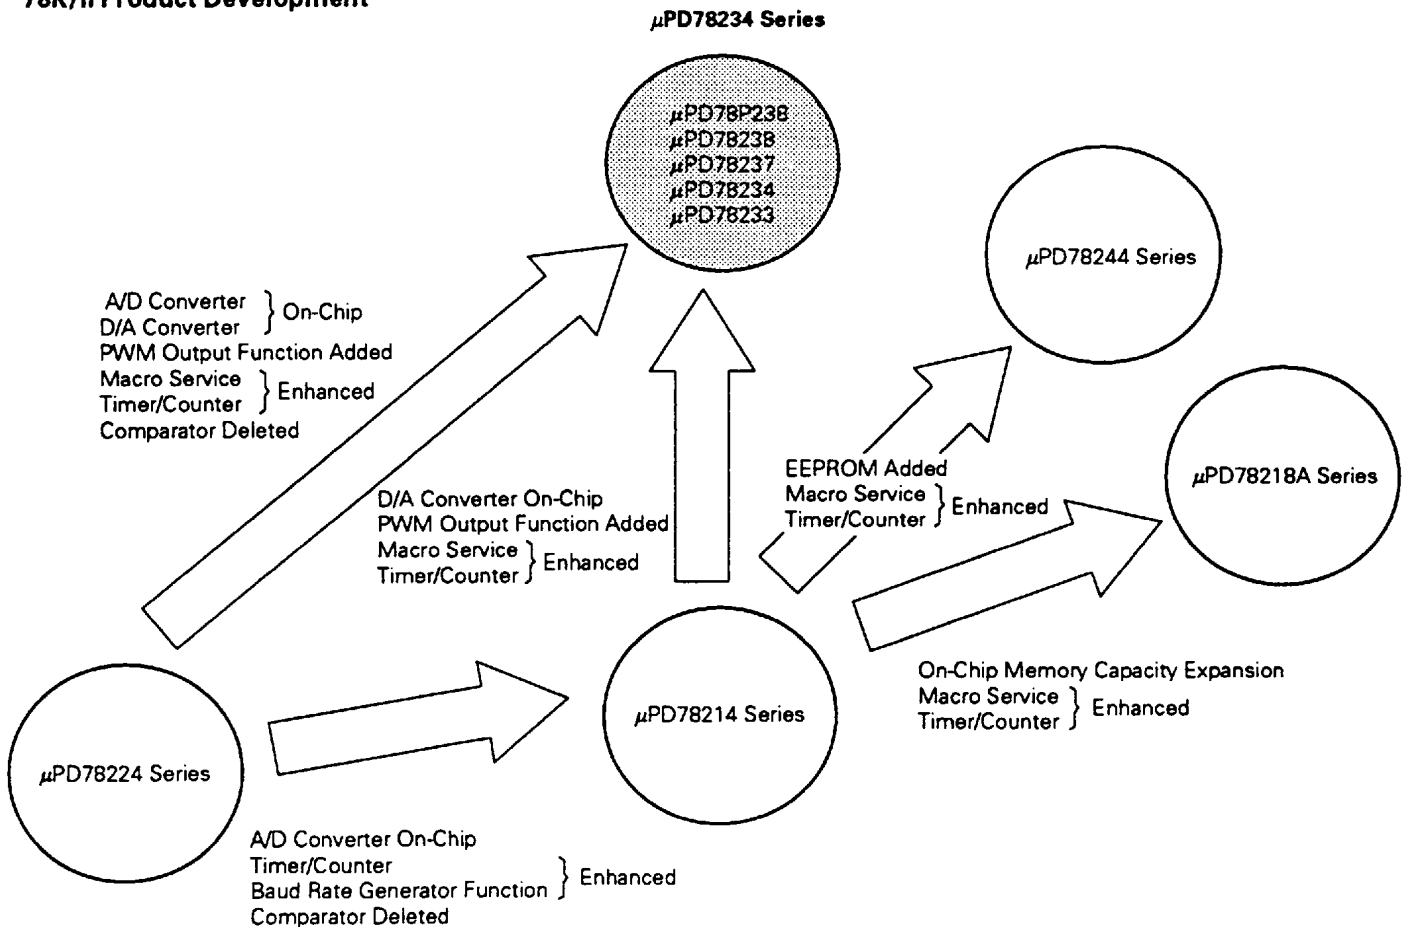 78K/II Product Development
μPD78234 Series
μPD78P238
μPD78238
μPD78237
μPD78234
μPD78233
μPD78244 Series
A/D Converter
D/A Converter
On-Chip
PWM Output Function Added
Macro Service
Timer/Counter
Enhanced
Comparator Deleted
μPD78218A Series
EEPROM Added
Macro Service
Timer/Counter
Enhanced
D/A Converter On-Chip
PWM Output Function Added
Macro Service
Timer/Counter
Enhanced
On-Chip Memory Capacity Expansion
Macro Service
Timer/Counter
Enhanced
μPD78214 Series
μPD78224 Series
A/D Converter On-Chip
Timer/Counter
Baud Rate Generator Function
Enhanced
Comparator Deleted